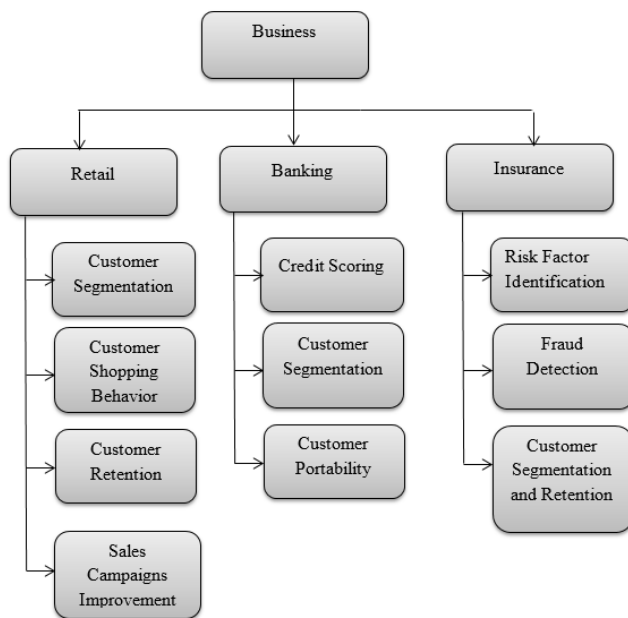 Business
Retail
Banking
Insurance
Customer
Segmentation
Customer
Shopping
Behavior
Customer
Retention
Sales
Campaigns
Improvement
Credit Scoring
Customer
Segmentation
Customer
Portability
Risk Factor
Identification
Fraud
Detection
Customer
Segmentation
and Retention